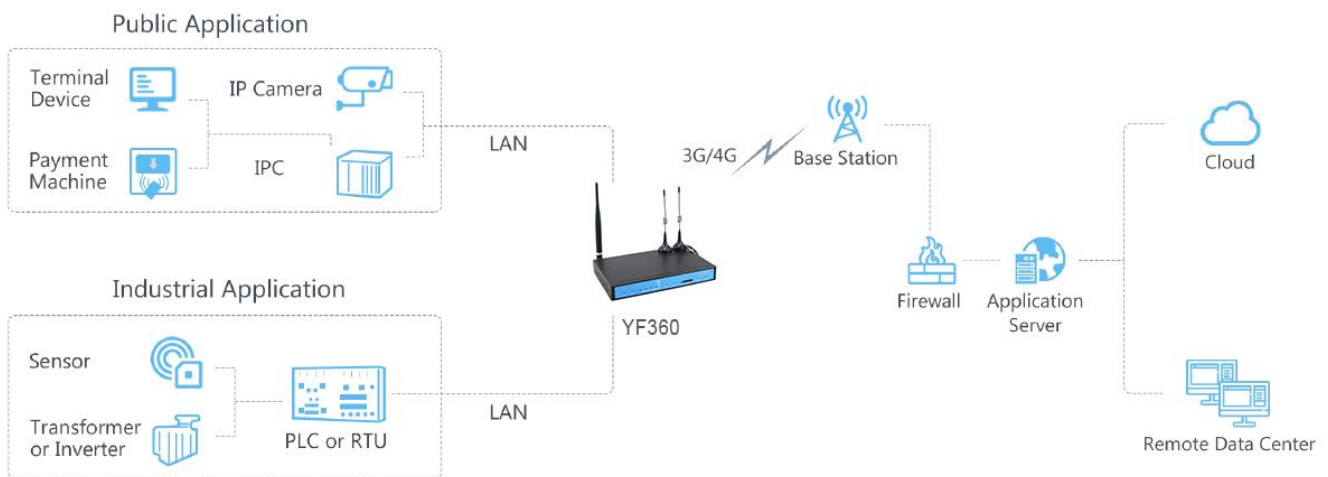 Public Application
Terminal
Device
IP Camera
Payment
Machine
IPC
LAN
3G/4G
Base Station
Cloud
YF360
Firewall
Application
Server
Industrial Application
Sensor
Transformer
or Inverter
PLC or RTU
LAN
Remote Data Center